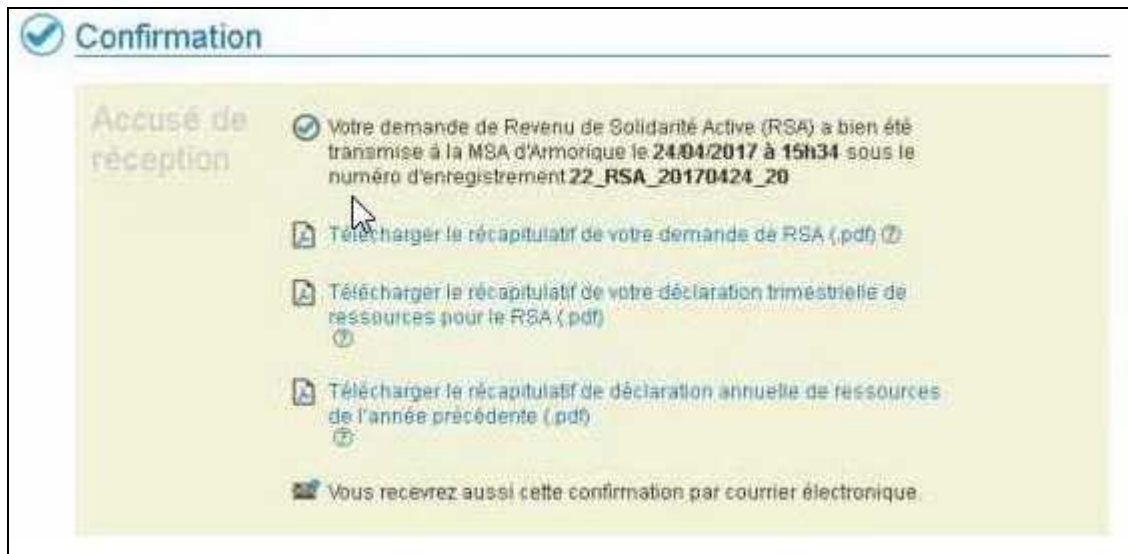 Confirmation
Accusé de
réception
Votre demande de Revenu de Solidarité Active (RSA) a bien été
transmise à la MSA d'Armorique le 24/04/2017 à 15h34 sous le
numéro d'enregistrement 22_RSA_20170424_20
Télécharger le récapitulatif de votre demande de RSA (.pdf) ?
Télécharger le récapitulatif de votre déclaration trimestrielle de
ressources pour le RSA (.pdf)
?
Télécharger le récapitulatif de déclaration annuelle de ressources
de l'année précédente (.pdf)
?
Vous recevrez aussi cette confirmation par courrier électronique.